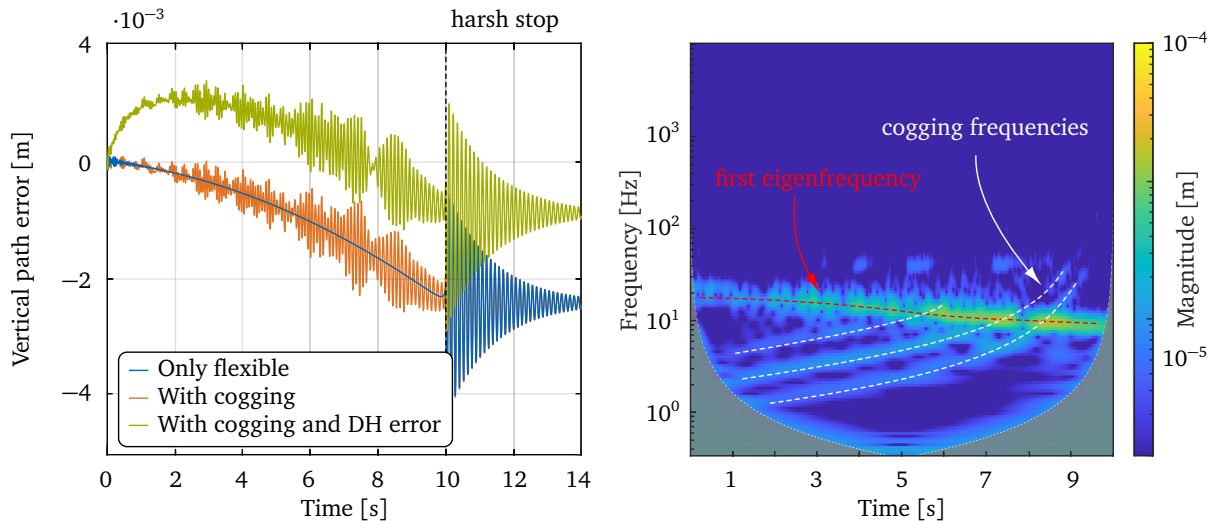 ·10⁻³
harsh stop
4
0
−2
−4
Vertical path error [m]
Only flexible
With cogging
With cogging and DH error
0 2 4 6 8 10 12 14
Time [s]
10³
10²
10¹
10⁰
Frequency [Hz]
cogging frequencies
first eigenfrequency
1 3 5 7 9
Time [s]
10⁻⁴
10⁻⁵
Magnitude [m]